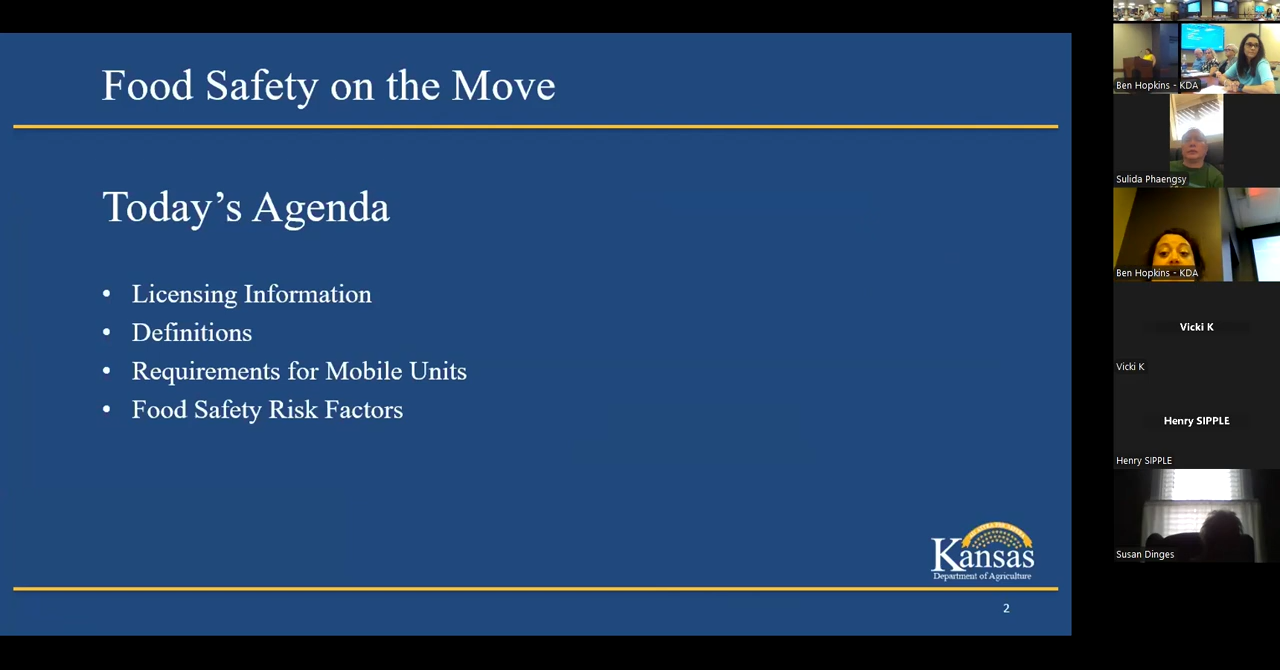 Food Safety on the Move
Today’s Agenda
• Licensing Information
• Definitions
• Requirements for Mobile Units
• Food Safety Risk Factors
Kansas
Department of Agriculture
2
Ben Hopkins - KDA
Sulida Phaengsy
Ben Hopkins - KDA
Vicki K
Vicki K
Henry SIPPLE
Henry SIPPLE
Susan Dinges